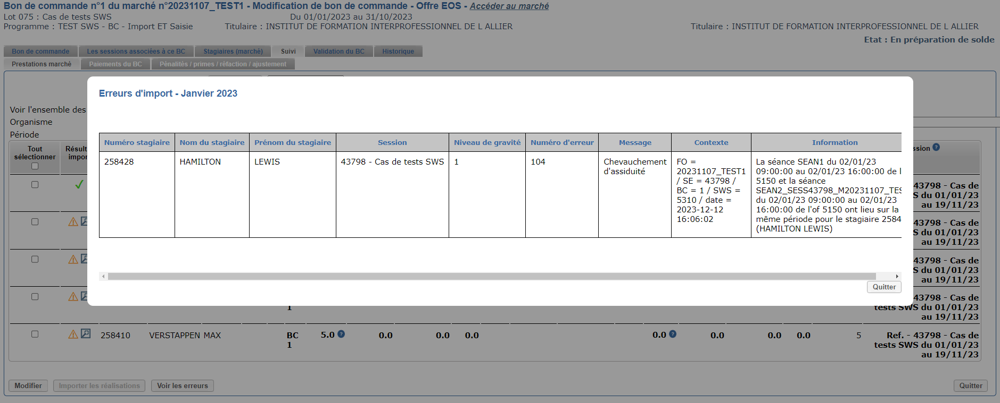 Bon de commande n°1 du marché n°20231107_TEST1 - Modification de bon de commande - Offre EOS - Accéder au marché
Lot 075 : Cas de tests SWS Du 01/01/2023 au 31/10/2023
Programme : TEST SWS - BC - Import ET Saisie Titulaire : INSTITUT DE FORMATION INTERPROFESSIONNEL DE L ALLIER Titulaire : INSTITUT DE FORMATION INTERPROFESSIONNEL DE L ALLIER
Etat : En préparation de solde
Bon de commande Les sessions associées à ce BC Stagiaires (marché) Suivi Validation du BC Historique
Prestations marché Paiements du BC Pénalités / primes / réfaction / ajustement
Erreurs d'import - Janvier 2023
Numéro stagiaire Nom du stagiaire Prénom du stagiaire Session Niveau de gravité Numéro d'erreur Message Contexte Information
258428 HAMILTON LEWIS 43798 - Cas de tests SWS 1 104
Chevauchement
d'assiduité
FO =
20231107_TEST1
/ SE = 43798 /
BC = 1 / SWS =
5310 / date =
2023-12-12
16:06:02
La séance SEAN1 du 02/01/23
09:00:00 au 02/01/23 16:00:00 de l
5150 et la séance
SEAN2_SESS43798_M20231107_TES
du 02/01/23 09:00:00 au 02/01/23
16:00:00 de l'of 5150 ont lieu sur la
même période pour le stagiaire 2584
(HAMILTON LEWIS)
Quitter
Voir l'ensemble des
Organisme
Période
Tout
sélectionner
Résult
impor
ssion
43798 - Cas de
S du 01/01/23
au 19/11/23
43798 - Cas de
S du 01/01/23
au 19/11/23
43798 - Cas de
S du 01/01/23
au 19/11/23
43798 - Cas de
1 tests SWS du 01/01/23
au 19/11/23
258410 VERSTAPPEN MAX BC 5.0 0.0 0.0 0.0 0.0 0.0 0.0 0.0 5 Ref. - 43798 - Cas de
1 tests SWS du 01/01/23
au 19/11/23
Modifier Importer les réalisations Voir les erreurs Quitter